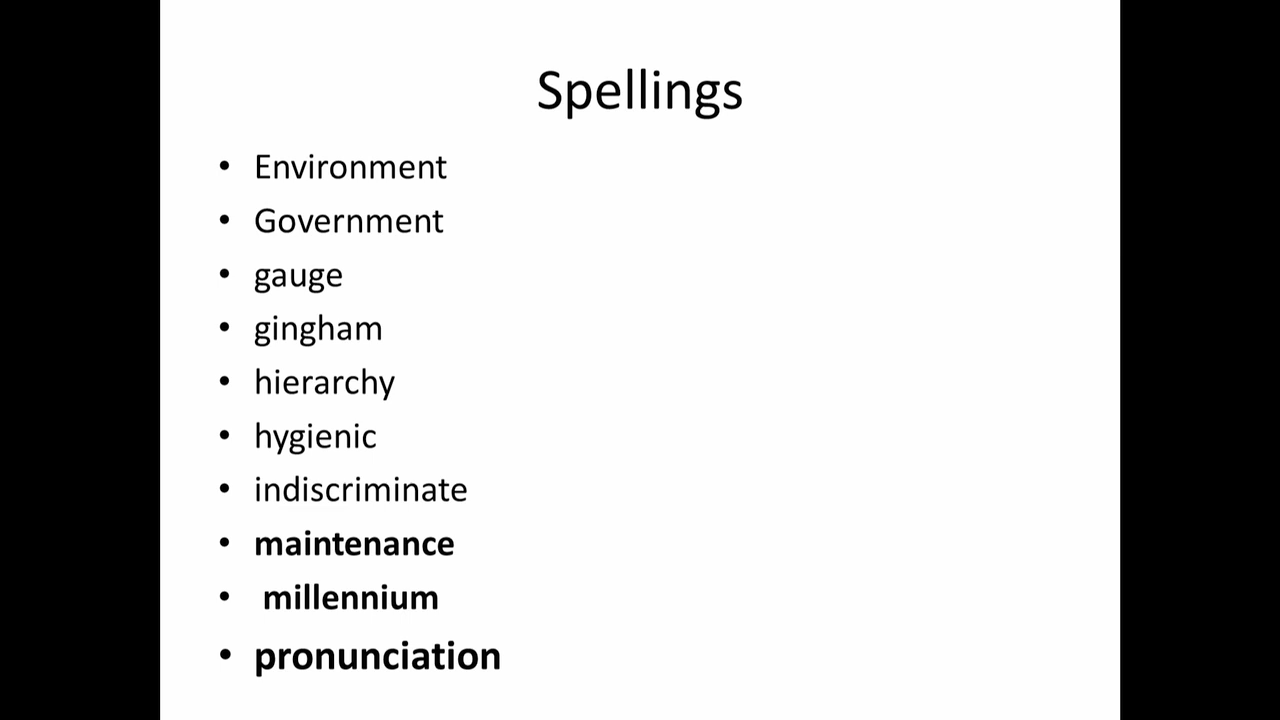 Spellings
• Environment
• Government
• gauge
• gingham
• hierarchy
• hygienic
• indiscriminate
• maintenance
• millennium
• pronunciation